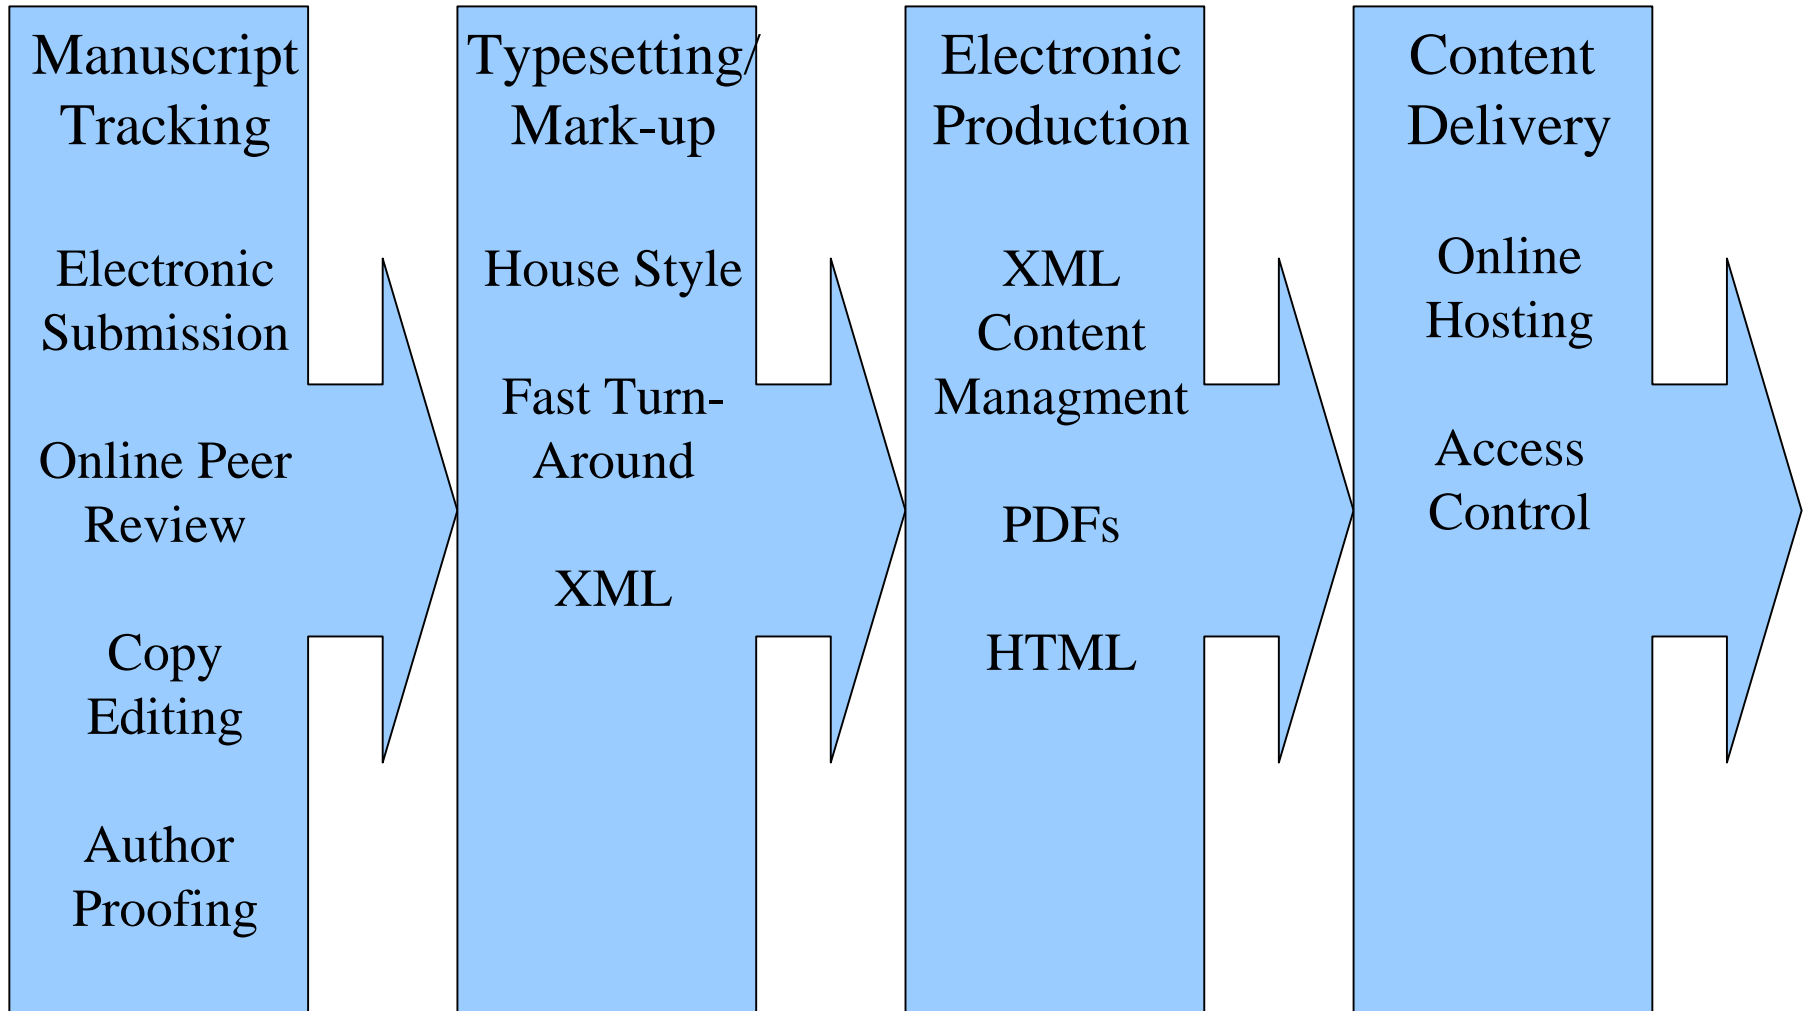 Manuscript
Tracking
Electronic
Submission
Online Peer
Review
Copy
Editing
Author
Proofing
Typesetting/
Mark-up
House Style
Fast Turn-
Around
XML
Electronic
Production
XML
Content
Managment
PDFs
HTML
Content
Delivery
Online
Hosting
Access
Control